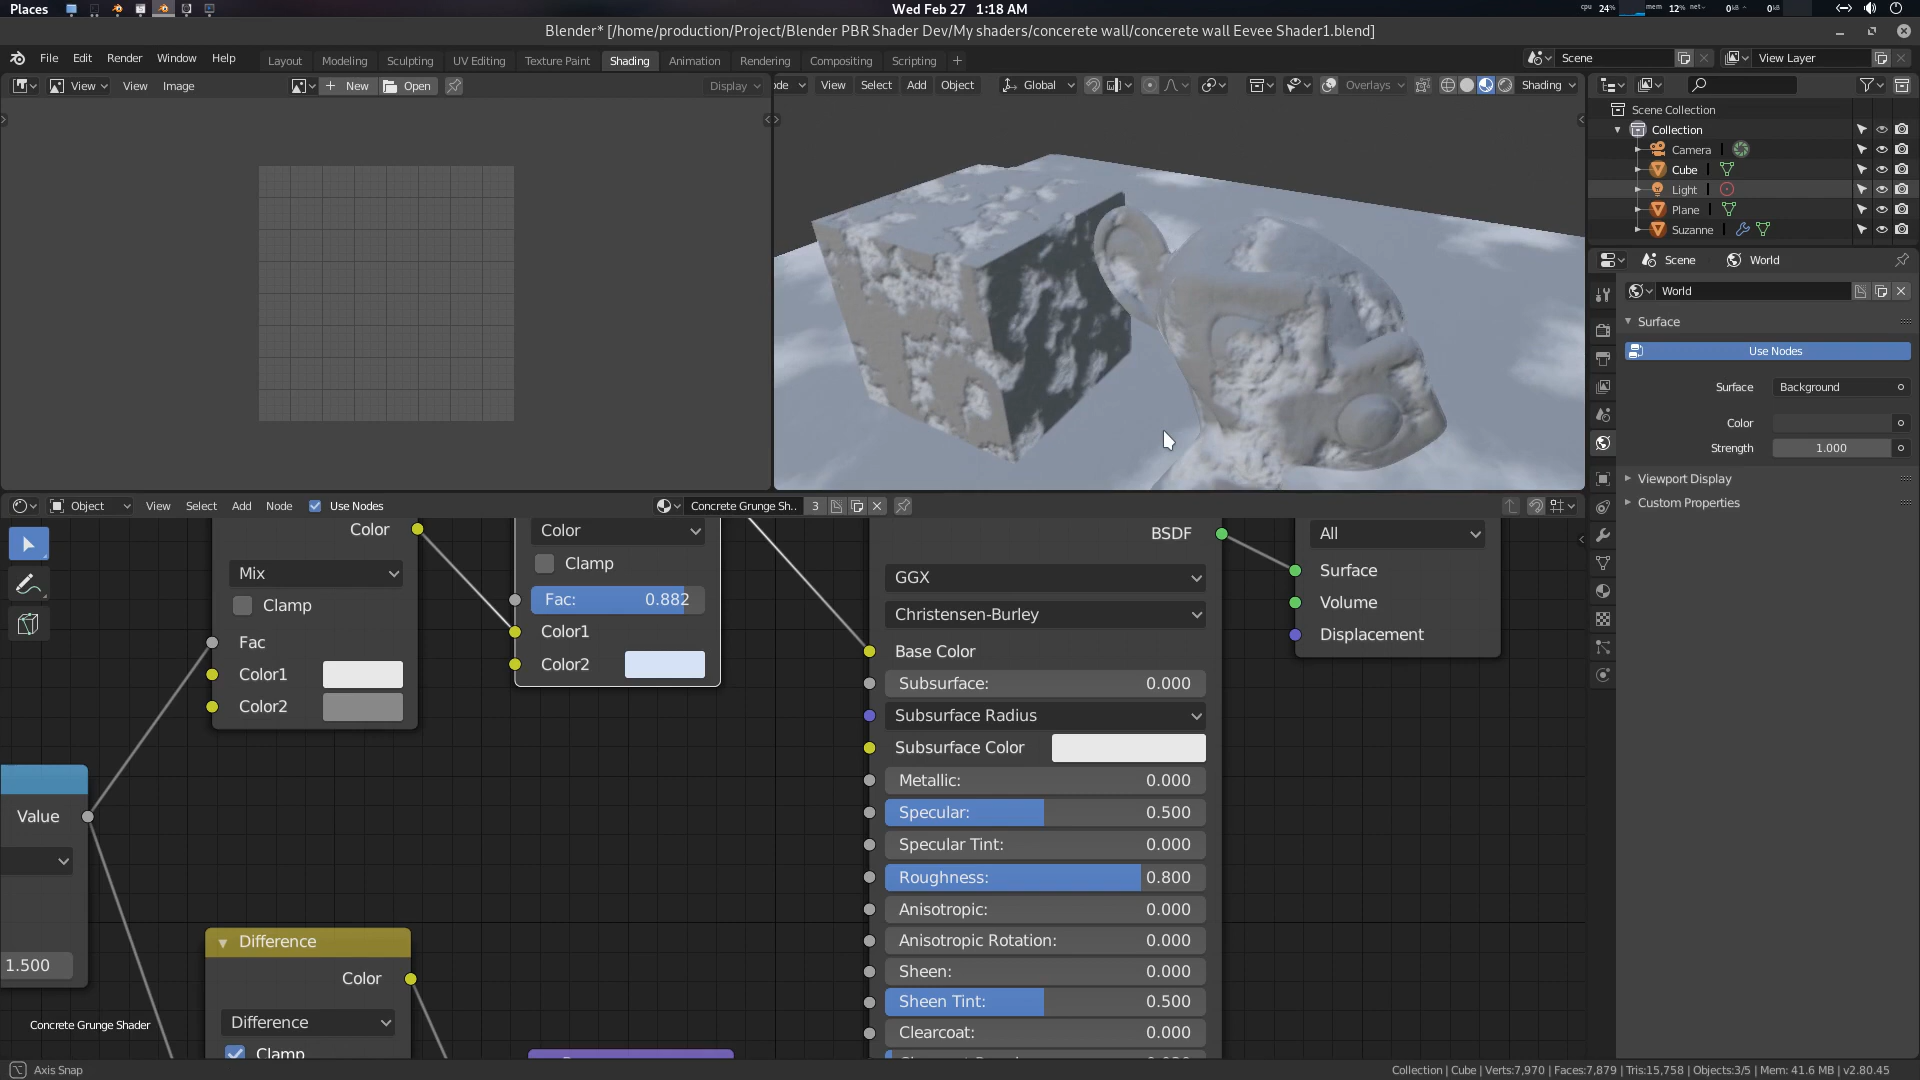 Places
Wed Feb 27 1:18 AM
cpu 24% mem 12% net 0kB 0kB
Blender* [/home/production/Project/Blender PBR Shader Dev/My shaders/concerete wall/concerete wall Eevee Shader1.blend]
File Edit Render Window Help
Layout Modeling Sculpting UV Editing Texture Paint Shading Animation Rendering Compositing Scripting +
Scene
View Layer
View View Image
New Open
Display
de View Select Add Object
Global
Overlays
Shading
Scene Collection
Collection
Camera
Cube
Light
Plane
Suzanne
Scene World
World
Surface
Use Nodes
Surface Background
Color
Strength 1.000
Viewport Display
Custom Properties
Object View Select Add Node Use Nodes
Concrete Grunge Sh.. 3
Color
Mix
Clamp
Fac
Color1
Color2
Color
Clamp
Fac: 0.882
Color1
Color2
BSDF
GGX
Christensen-Burley
Base Color
Subsurface: 0.000
Subsurface Radius
Subsurface Color
Metallic: 0.000
Specular: 0.500
Specular Tint: 0.000
Roughness: 0.800
Anisotropic: 0.000
Anisotropic Rotation: 0.000
Sheen: 0.000
Sheen Tint: 0.500
Clearcoat: 0.000
All
Surface
Volume
Displacement
Value
1.500
Difference
Color
Difference
Clamp
Concrete Grunge Shader
Axis Snap
Collection | Cube | Verts:7,970 | Faces:7,879 | Tris:15,758 | Objects:3/5 | Mem: 41.6 MB | v2.80.45